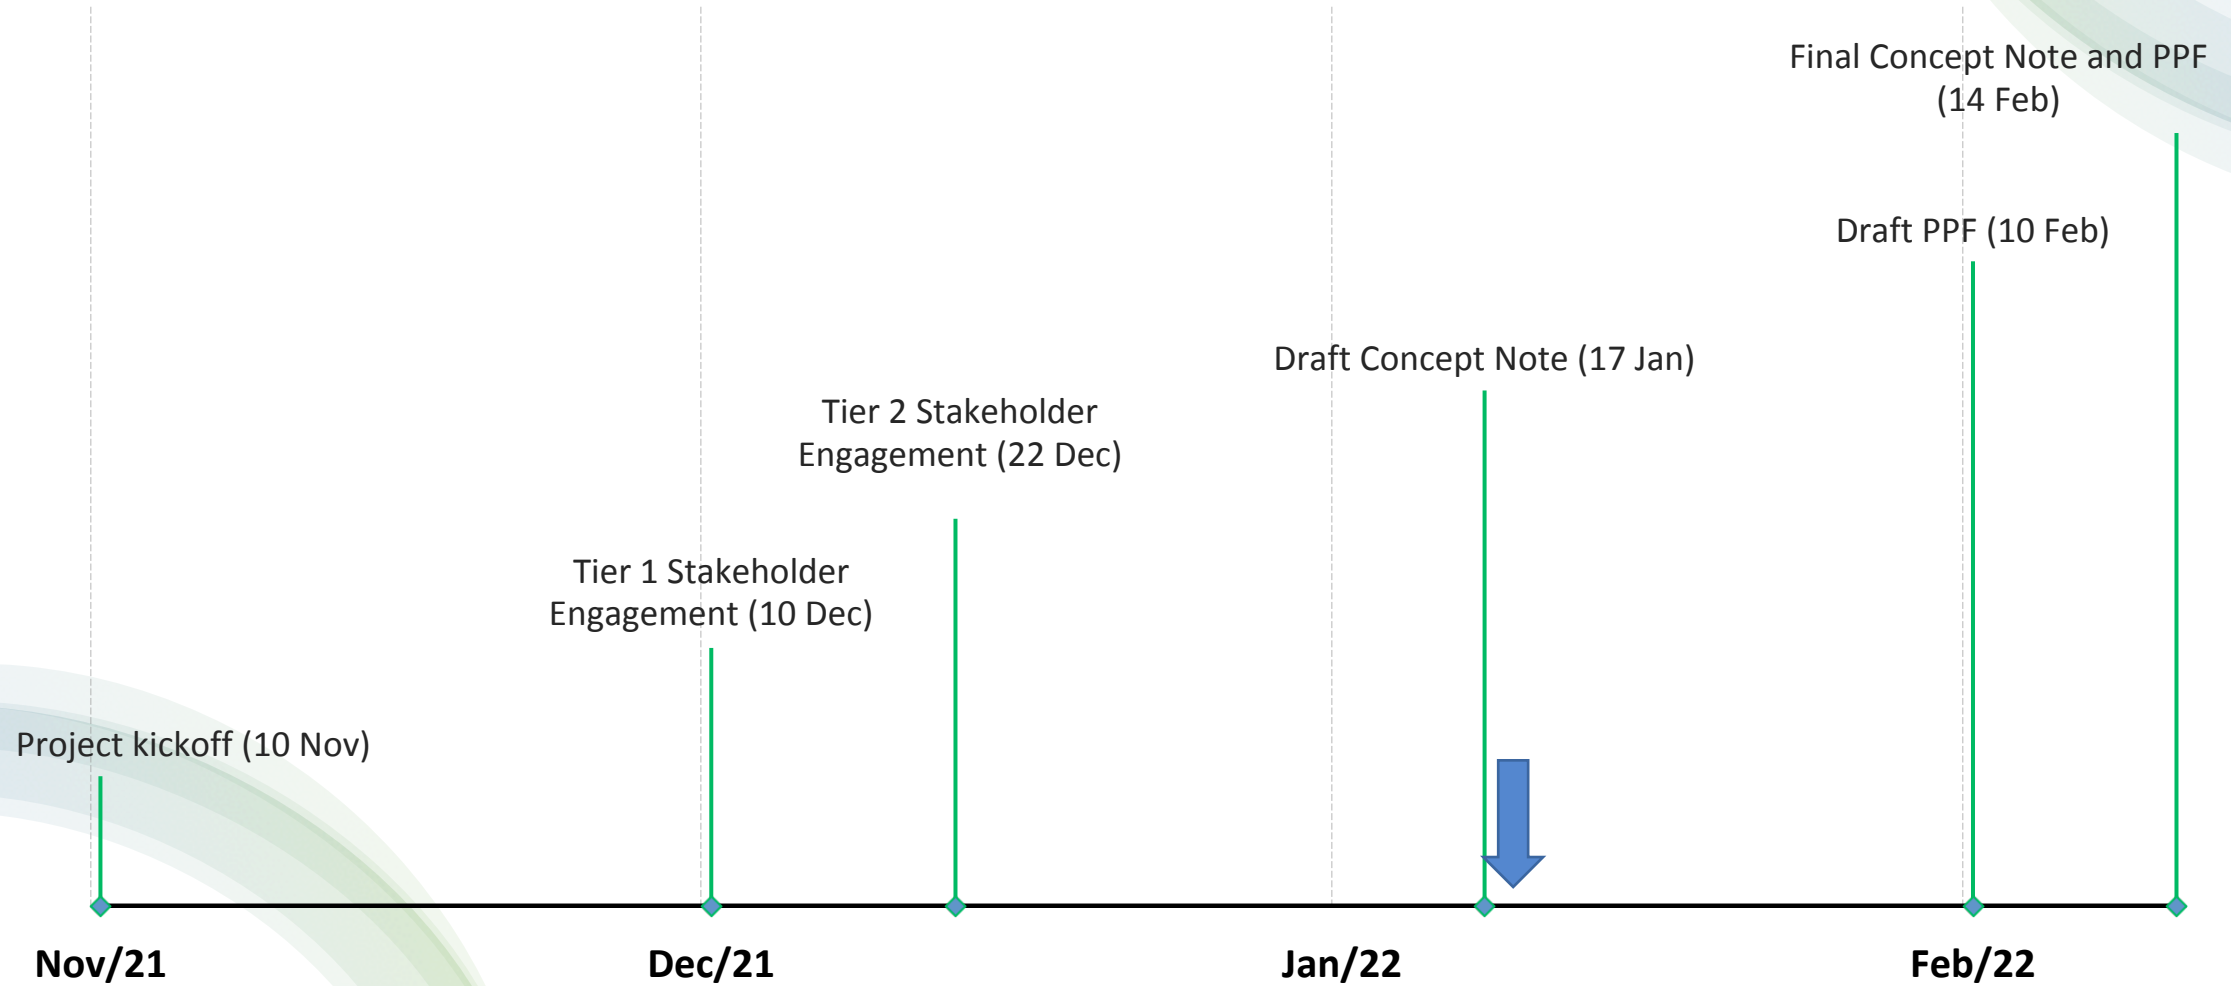 Final Concept Note and PPF
(14 Feb)
Draft PPF (10 Feb)
Draft Concept Note (17 Jan)
Tier 2 Stakeholder
Engagement (22 Dec)
Tier 1 Stakeholder
Engagement (10 Dec)
Project kickoff (10 Nov)
Nov/21
Dec/21
Jan/22
Feb/22